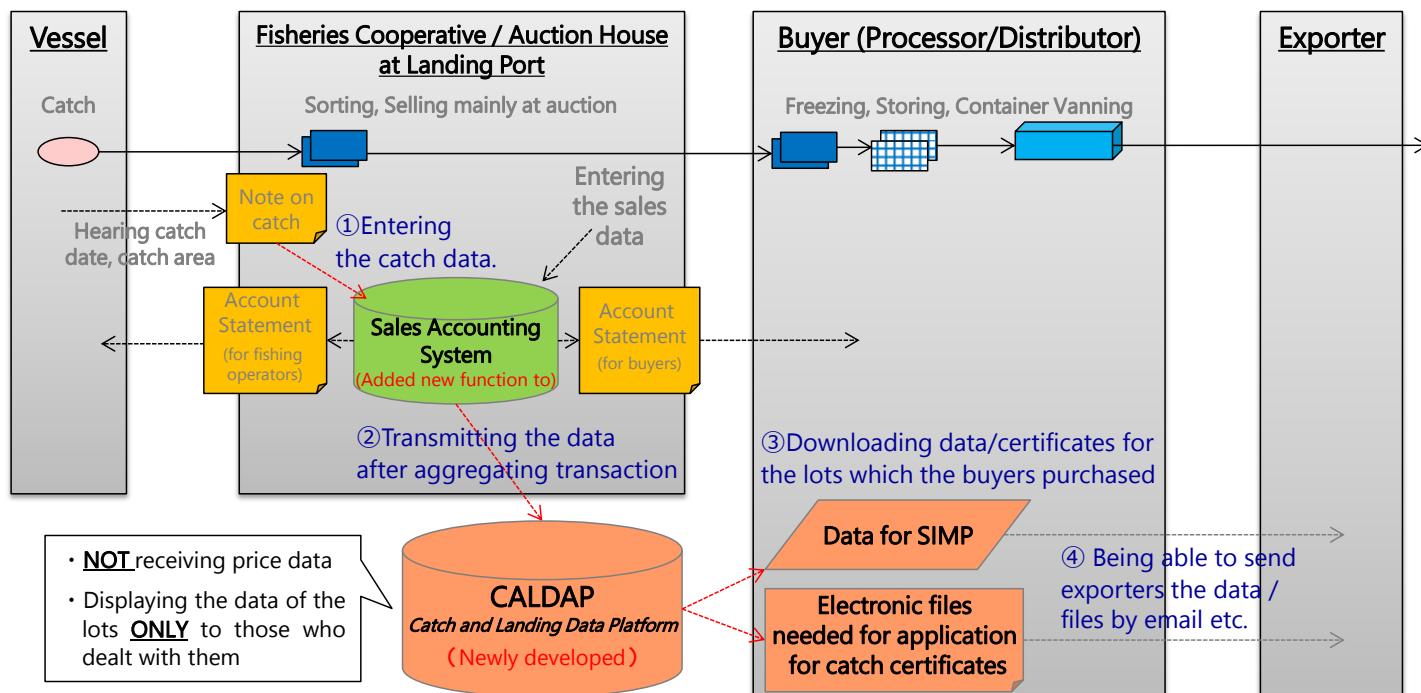 Vessel
Fisheries Cooperative / Auction House
at Landing Port
Buyer (Processor/Distributor)
Exporter
Catch
Sorting, Selling mainly at auction
Freezing, Storing, Container Vanning
Note on
catch
Hearing catch
date, catch area
①Entering
the catch data.
Entering
the sales
data
Account
Statement
(for fishing
operators)
Sales Accounting
System
(Added new function to)
Account
Statement
(for buyers)
②Transmitting the data
after aggregating transaction
③Downloading data/certificates for
the lots which the buyers purchased
・NOT receiving price data
・Displaying the data of the
lots ONLY to those who
dealt with them
CALDAP
Catch and Landing Data Platform
(Newly developed)
Data for SIMP
Electronic files
needed for application
for catch certificates
④ Being able to send
exporters the data /
files by email etc.